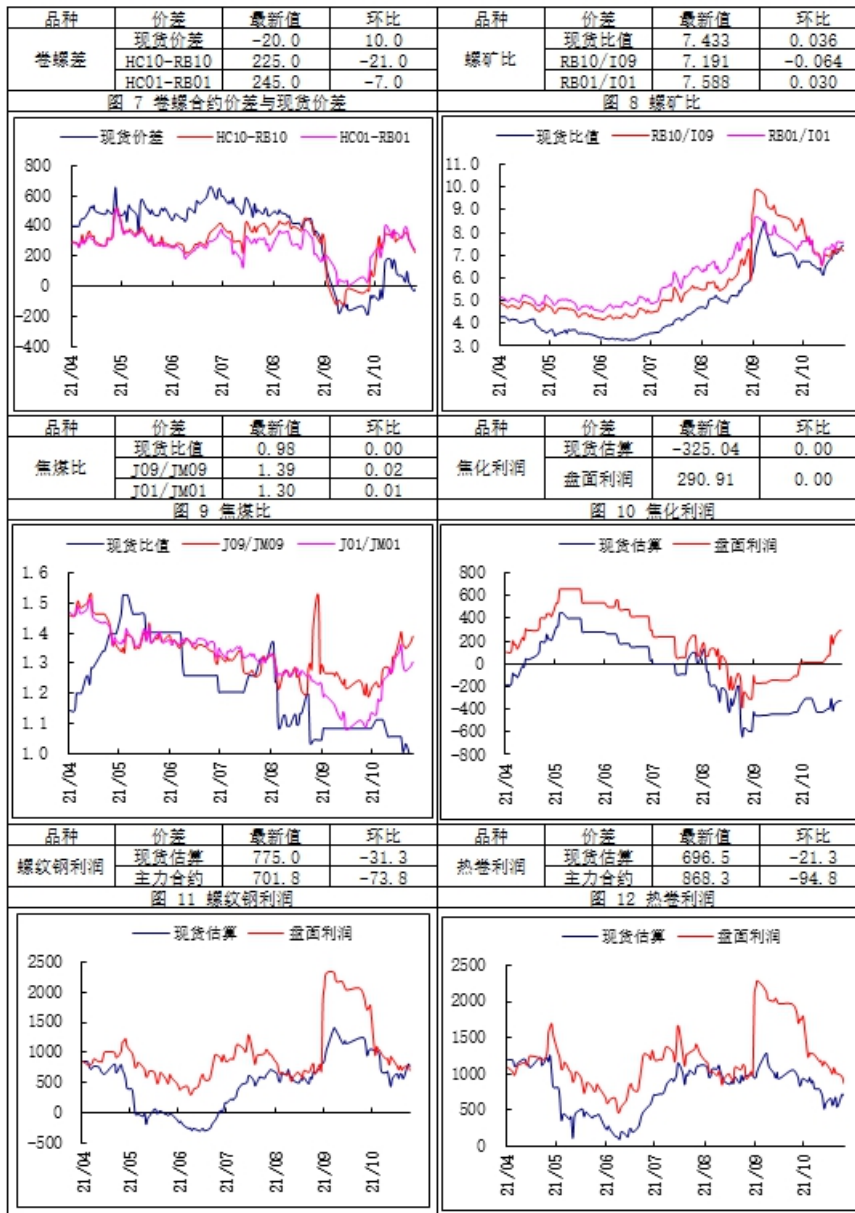 品种 价差 最新值 环比
卷螺差 现货价差 -20.0 10.0
HC10-RB10 225.0 -21.0
HC01-RB01 245.0 -7.0
图 7 卷螺合约价差与现货价差
现货价差 HC10-RB10 HC01-RB01
800
600
400
200
0
-200
-400
21/04 21/05 21/06 21/07 21/08 21/09 21/10
品种 价差 最新值 环比
螺矿比 现货比值 7.433 0.036
RB10/I09 7.191 -0.064
RB01/I01 7.588 0.030
图 8 螺矿比
现货比值 RB10/I09 RB01/I01
11.0
10.0
9.0
8.0
7.0
6.0
5.0
4.0
3.0
21/04 21/05 21/06 21/07 21/08 21/09 21/10
品种 价差 最新值 环比
焦煤比 现货比值 0.98 0.00
J09/JM09 1.39 0.02
J01/JM01 1.30 0.01
图 9 焦煤比
现货比值 J09/JM09 J01/JM01
1.6
1.5
1.4
1.3
1.2
1.1
1.0
21/04 21/05 21/06 21/07 21/08 21/09 21/10
品种 价差 最新值 环比
焦化利润 现货估算 -325.04 0.00
盘面利润 290.91 0.00
图 10 焦化利润
现货估算 盘面利润
800
600
400
200
0
-200
-400
-600
-800
21/04 21/05 21/06 21/07 21/08 21/09 21/10
品种 价差 最新值 环比
螺纹钢利润 现货估算 775.0 -31.3
主力合约 701.8 -73.8
图 11 螺纹钢利润
现货估算 盘面利润
2500
2000
1500
1000
500
0
-500
21/04 21/05 21/06 21/07 21/08 21/09 21/10
品种 价差 最新值 环比
热卷利润 现货估算 696.5 -21.3
主力合约 868.3 -94.8
图 12 热卷利润
现货估算 盘面利润
2500
2000
1500
1000
500
0
21/04 21/05 21/06 21/07 21/08 21/09 21/10